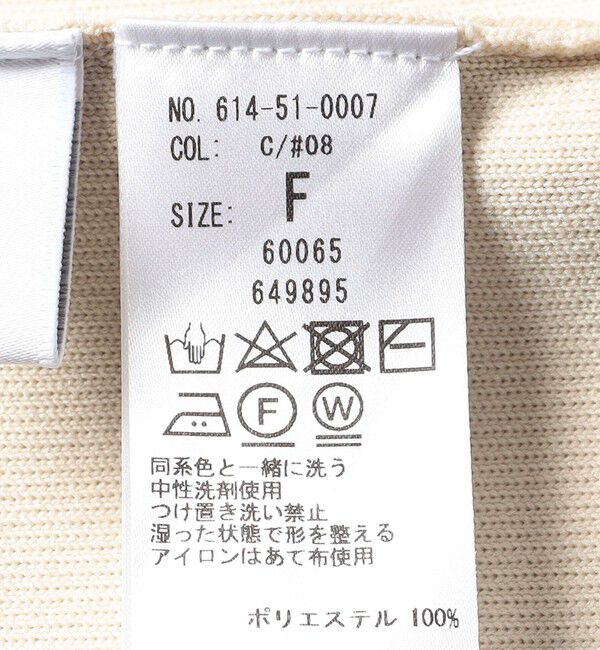 NO. 614-51-0007
COL: C/#08
SIZE: F
60065
649895
F W
同系色と一緒に洗う
中性洗剤使用
つけ置き洗い禁止
湿った状態で形を整える
アイロンはあて布使用
ポリエステル 100%